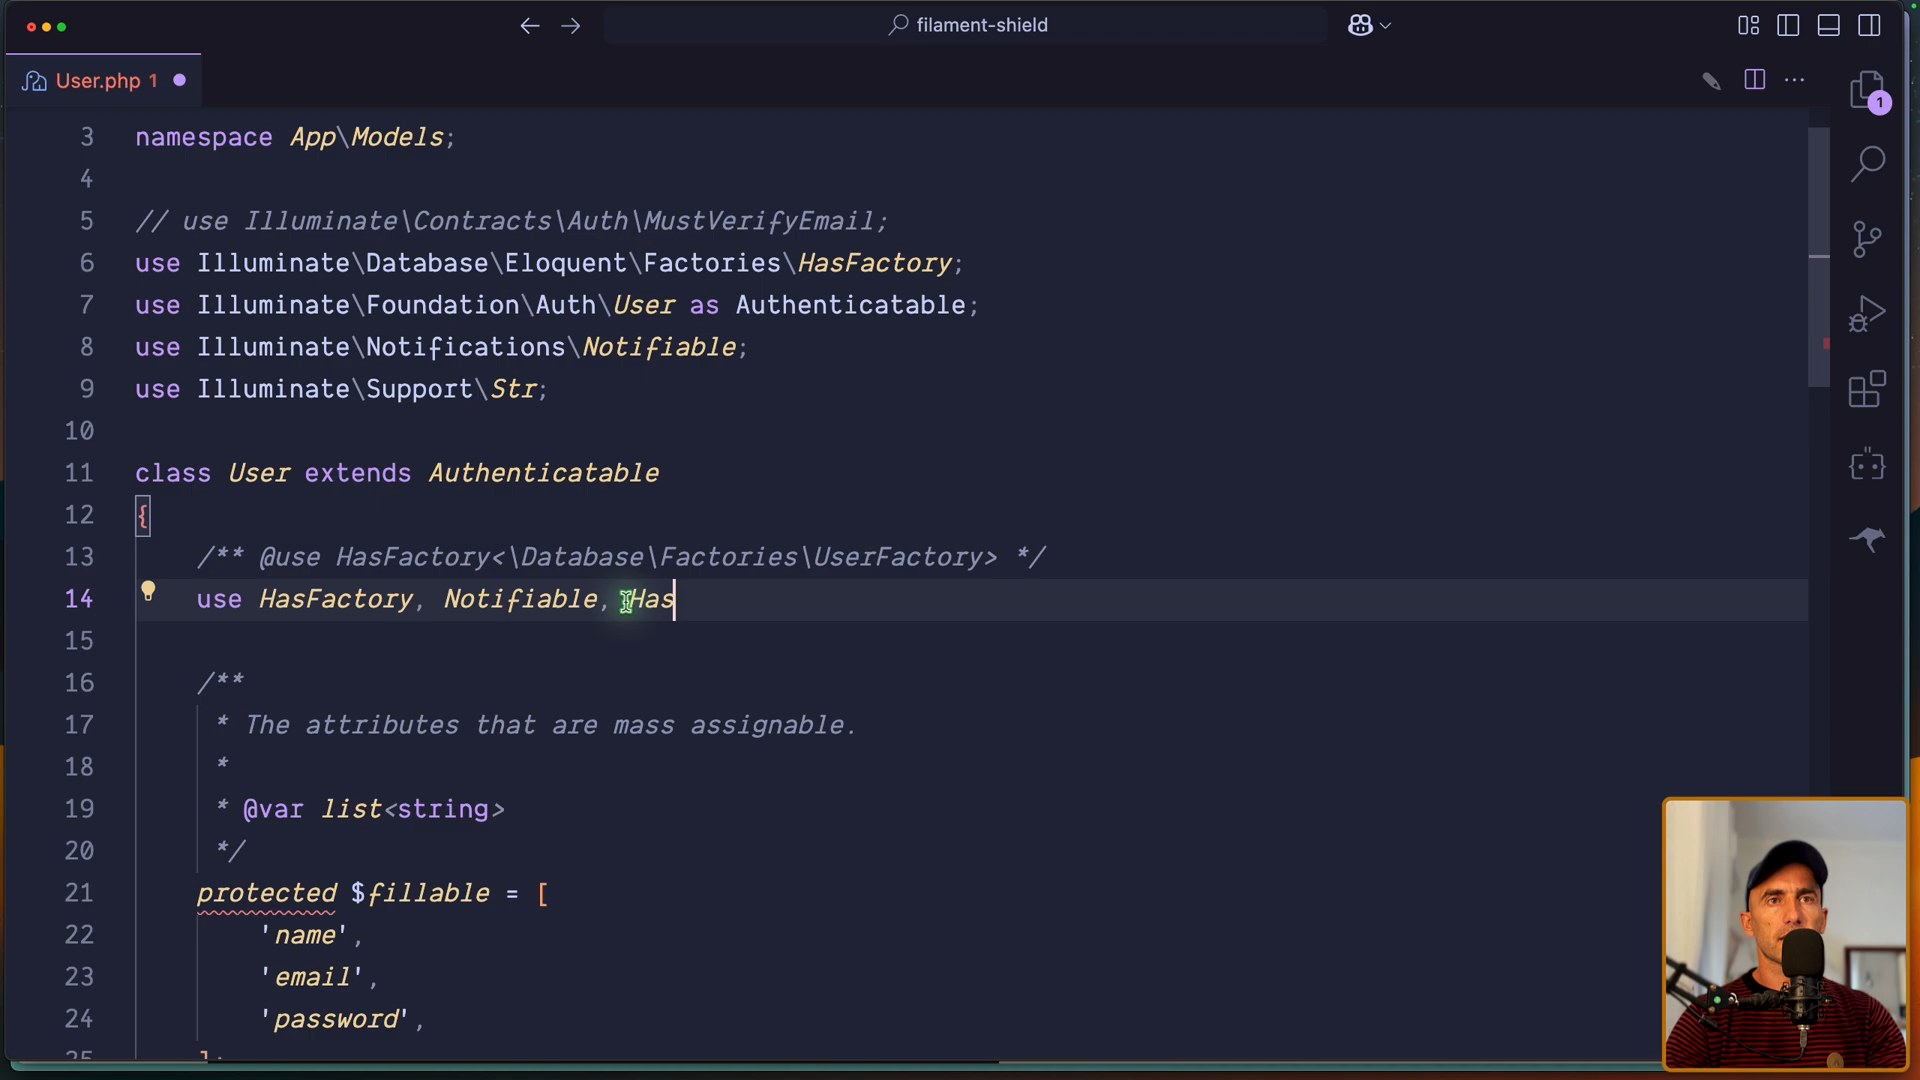 filament-shield
User.php 1
1
3 namespace App\Models;
4
5 // use Illuminate\Contracts\Auth\MustVerifyEmail;
6 use Illuminate\Database\Eloquent\Factories\HasFactory;
7 use Illuminate\Foundation\Auth\User as Authenticatable;
8 use Illuminate\Notifications\Notifiable;
9 use Illuminate\Support\Str;
10
11 class User extends Authenticatable
12 {
13 /** @use HasFactory<\Database\Factories\UserFactory> */
14 use HasFactory, Notifiable, Has
15
16 /**
17 * The attributes that are mass assignable.
18 *
19 * @var list<string>
20 */
21 protected $fillable = [
22 'name',
23 'email',
24 'password',
25 ];